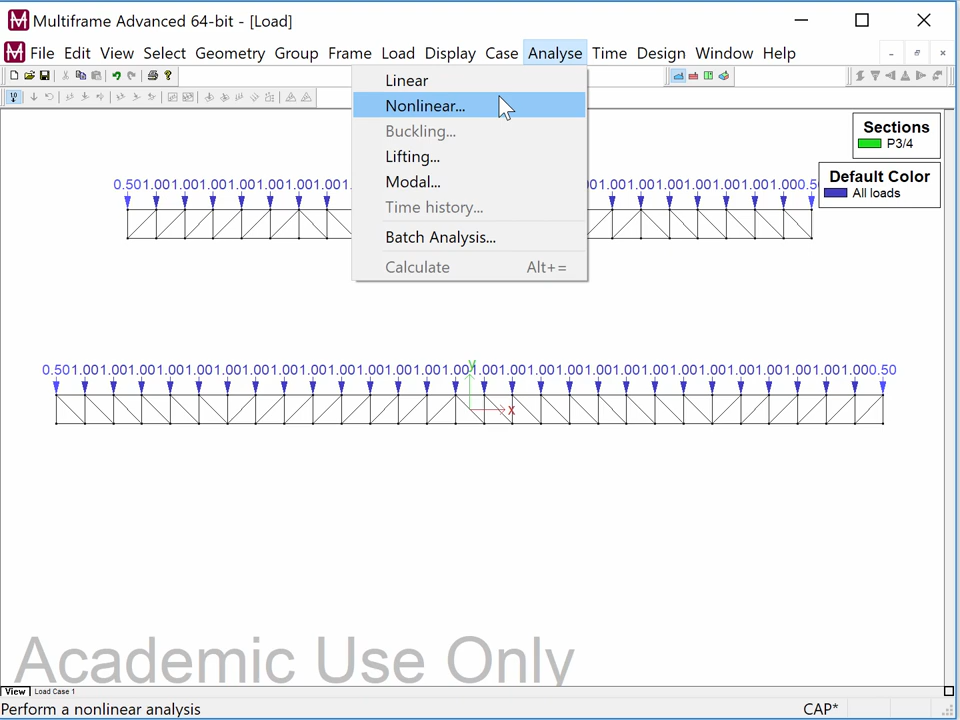 Multiframe Advanced 64-bit - [Load]
File Edit View Select Geometry Group Frame Load Display Case Analyse Time Design Window Help
Linear
Nonlinear...
Buckling...
Lifting...
Modal...
Time history...
Batch Analysis...
Calculate Alt+=
Sections
P3/4
Default Color
All loads
0.501.001.001.001.001.001.001.001
001.001.001.001.001.001.001.000.50
0.501.001.001.001.001.001.001.001.001.001.001.001.001.001.001.001.001.001.001.001.001.001.001.001.001.001.001.001.000.50
y
x
Academic Use Only
View Load Case 1
Perform a nonlinear analysis CAP*